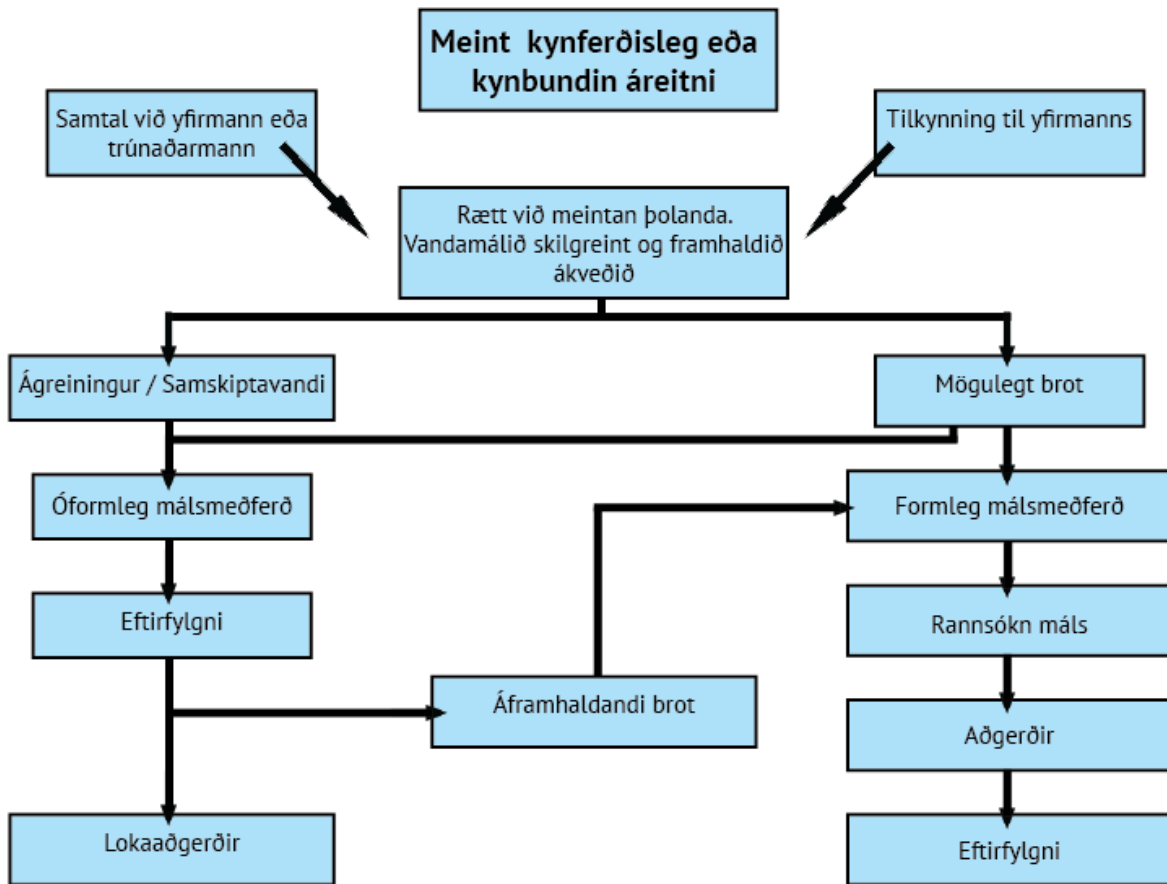 Meint kynferðisleg eða
kynbundin áreitni
Samtal við yfirmann eða
trúnaðarmann
Tilkynning til yfirmanns
Rætt við meintan þolanda.
Vandamálið skilgreint og framhaldið
ákveðið
Ágreiningur / Samskiptavandi
Mögulegt brot
Óformleg málsmeðferð
Formleg málsmeðferð
Eftirfylgni
Rannsókn máls
Áframhaldandi brot
Aðgerðir
Lokaaðgerðir
Eftirfylgni